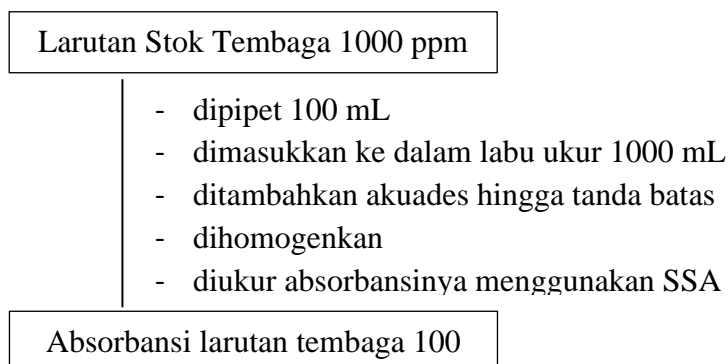 Larutan Stok Tembaga 1000 ppm
- dipipet 100 mL
- dimasukkan ke dalam labu ukur 1000 mL
- ditambahkan akuades hingga tanda batas
- dihomogenkan
- diukur absorbansinya menggunakan SSA
Absorbansi larutan tembaga 100